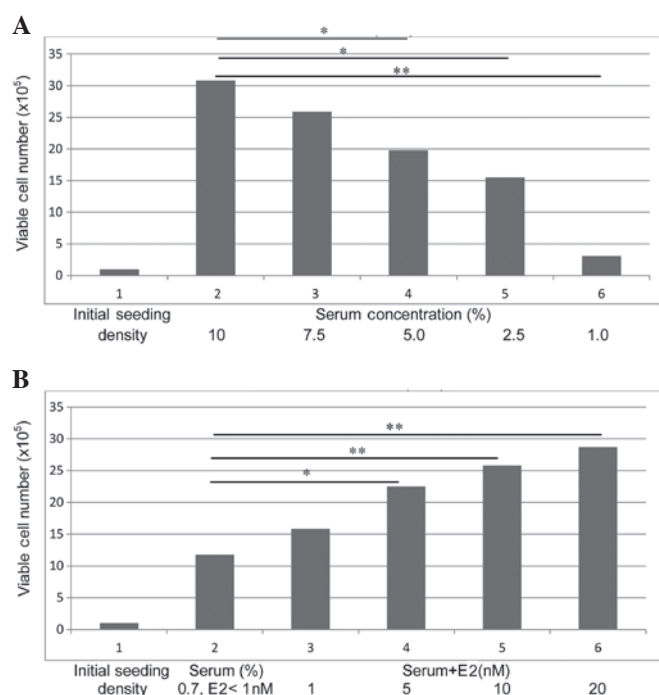 A
*
*
**
35
30
25
20
15
10
5
0
Viable cell number (x10⁵)
1 2 3 4 5 6
Initial seeding density
Serum concentration (%)
10 7.5 5.0 2.5 1.0
B
**
**
*
35
30
25
20
15
10
5
0
Viable cell number (x10⁵)
1 2 3 4 5 6
Initial seeding density
Serum (%)
0.7, E2< 1nM
Serum+E2(nM)
1 5 10 20